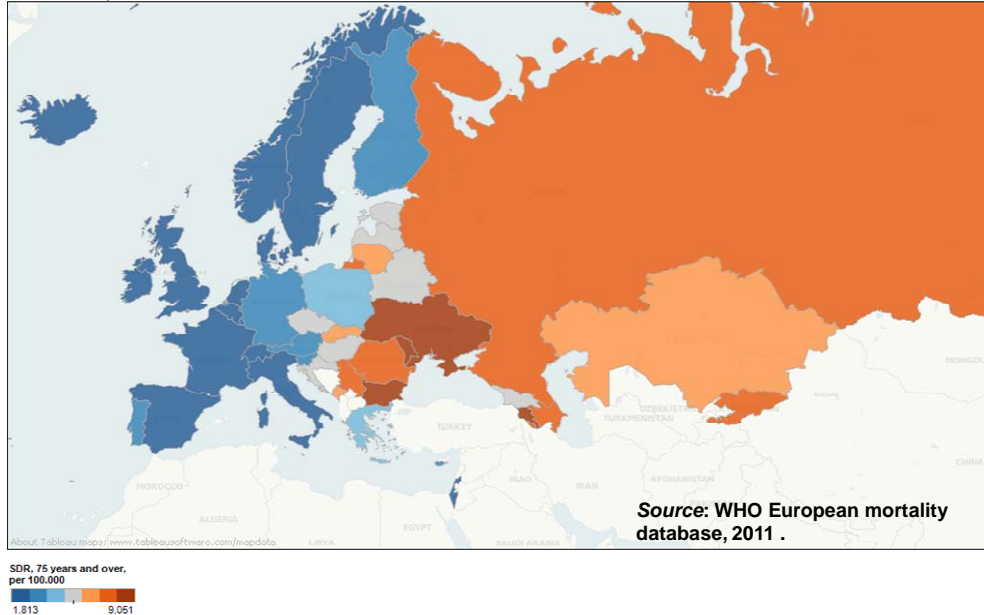 MONGOL
UZBEKISTAN
TURKMENISTAN
TURKEY
CHINA
IRAQ
IRAN
AFGHANISTAN
MOROCCO
ALGERIA
LIBYA
EGYPT
SAUDI ARABIA
Source: WHO European mortality
database, 2011 .
About Tableau maps: www.tableausoftware.com/mapdata
SDR, 75 years and over,
per 100.000
1.813 9.051